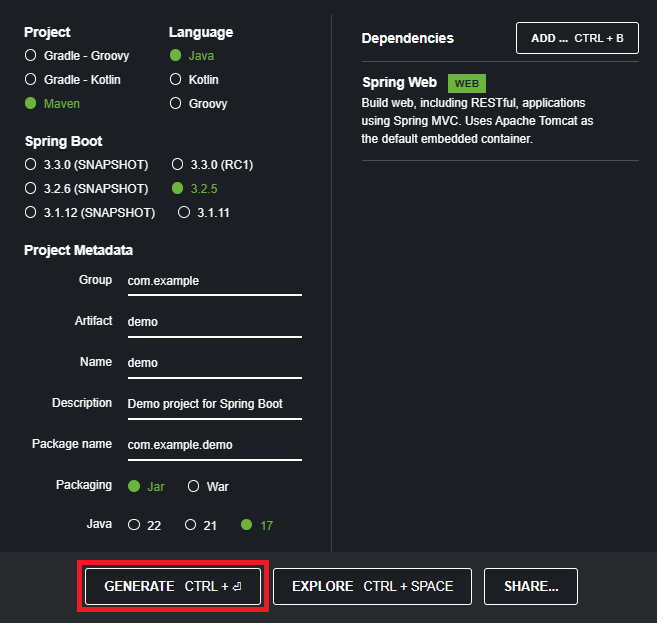 Project
Gradle - Groovy
Gradle - Kotlin
Maven
Language
Java
Kotlin
Groovy
Spring Boot
3.3.0 (SNAPSHOT) 3.3.0 (RC1)
3.2.6 (SNAPSHOT) 3.2.5
3.1.12 (SNAPSHOT) 3.1.11
Project Metadata
Group com.example
Artifact demo
Name demo
Description Demo project for Spring Boot
Package name com.example.demo
Packaging Jar War
Java 22 21 17
Dependencies ADD ... CTRL + B
Spring Web WEB
Build web, including RESTful, applications
using Spring MVC. Uses Apache Tomcat as
the default embedded container.
GENERATE CTRL + ⏎ EXPLORE CTRL + SPACE SHARE...